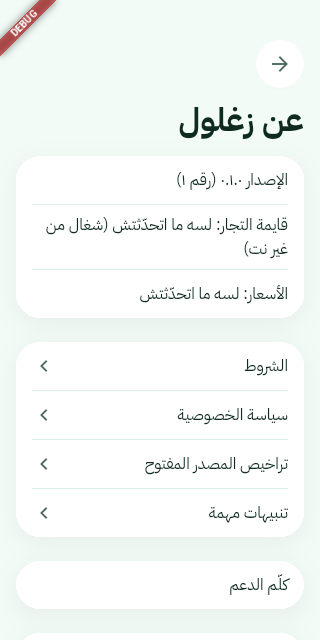 DEBUG
عن زغلول
الإصدار ٠.١.٠ (رقم ١)
قايمة التجار: لسه ما اتحدّثتش (شغال من
غير نت)
الأسعار: لسه ما اتحدّثتش
الشروط
سياسة الخصوصية
تراخيص المصدر المفتوح
تنبيهات مهمة
كلّم الدعم